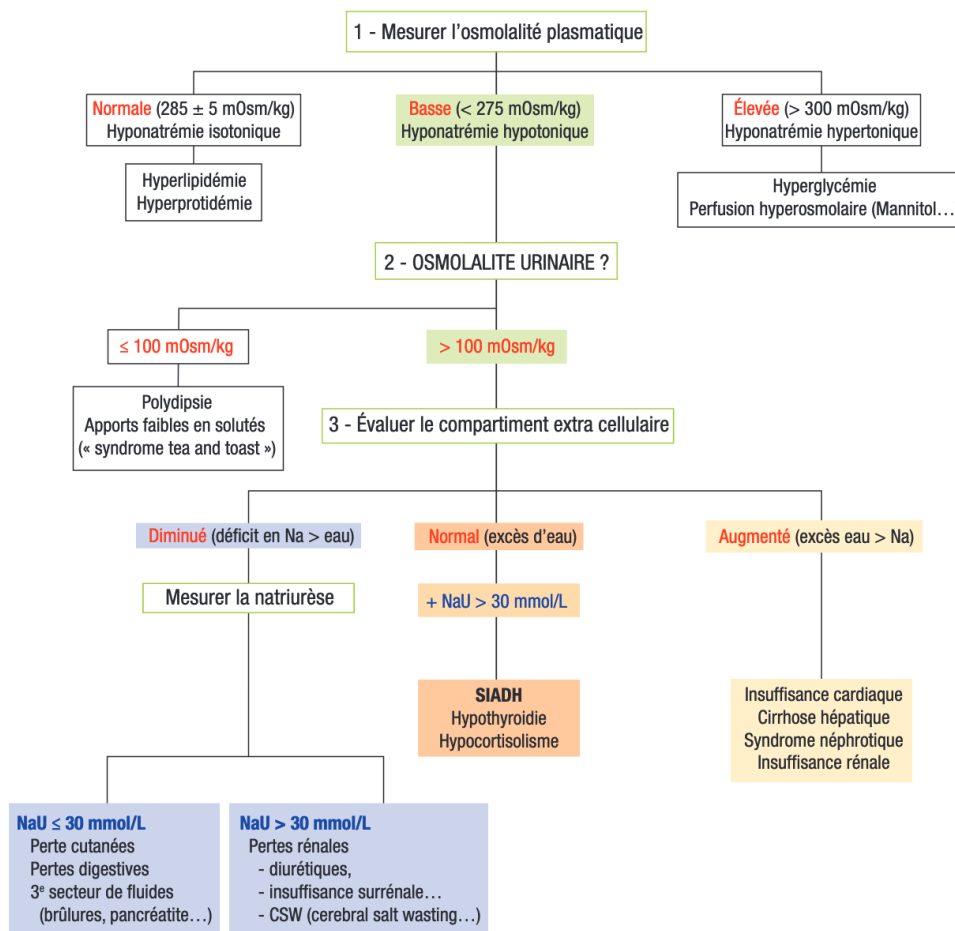 1 - Mesurer l'osmolalité plasmatique
Normale (285 ± 5 mOsm/kg)
Hyponatrémie isotonique
Basse (< 275 mOsm/kg)
Hyponatrémie hypotonique
Élevée (> 300 mOsm/kg)
Hyponatrémie hypertonique
Hyperlipidémie
Hyperprotidémie
Hyperglycémie
Perfusion hyperosmolaire (Mannitol…
2 - OSMOLALITE URINAIRE ?
≤ 100 mOsm/kg
> 100 mOsm/kg
Polydipsie
Apports faibles en solutés
(« syndrome tea and toast »)
3 - Évaluer le compartiment extra cellulaire
Diminué (déficit en Na > eau)
Normal (excès d'eau)
Augmenté (excès eau > Na)
Mesurer la natriurèse
+ NaU > 30 mmol/L
SIADH
Hypothyroidie
Hypocortisolisme
Insuffisance cardiaque
Cirrhose hépatique
Syndrome néphrotique
Insuffisance rénale
NaU ≤ 30 mmol/L
Perte cutanées
Pertes digestives
3e secteur de fluides
(brûlures, pancréatite…)
NaU > 30 mmol/L
Pertes rénales
- diurétiques,
- insuffisance surrénale…
- CSW (cerebral salt wasting…)